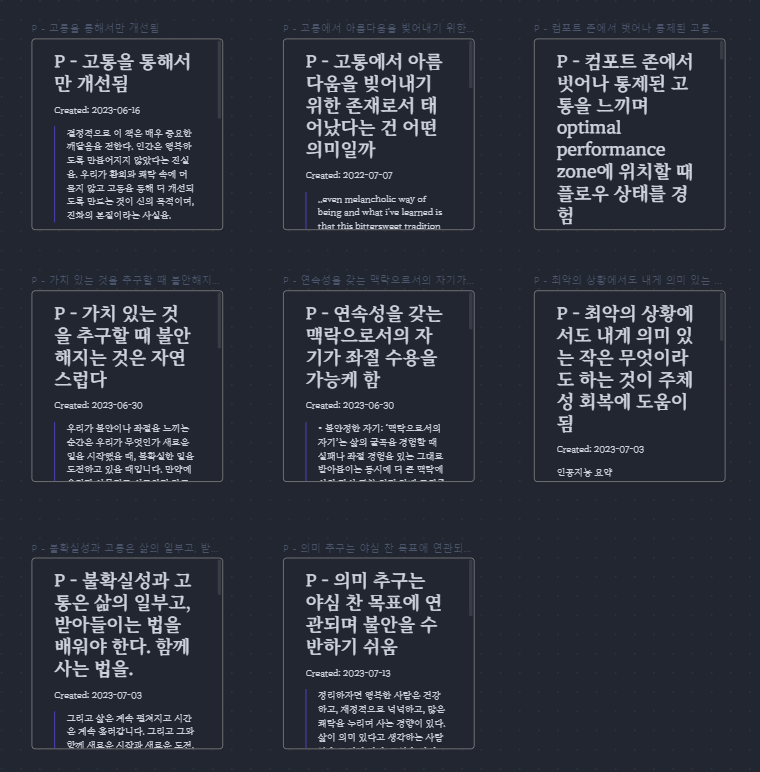 P - 고통을 통해서만 개선됨
P - 고통을 통해서
만 개선됨
Created: 2023-06-16
결정적으로 이 책은 매우 중요한
깨달음을 전한다. 인간은 행복하
도록 만들어지지 않았다는 진실
을. 우리가 환희와 쾌락 속에 머
물지 않고 고통을 통해 더 개선되
도록 만드는 것이 신의 목적이며,
진화의 본질이라는 사실을.
P - 고통에서 아름다움을 빚어내기 위한...
P - 고통에서 아름
다움을 빚어내기
위한 존재로서 태
어났다는 건 어떤
의미일까
Created: 2022-07-07
,,even melancholic way of
being and what i've learned is
that this bittersweet tradition
P - 컴포트 존에서 벗어나 통제된 고통...
P - 컴포트 존에서
벗어나 통제된 고
통을 느끼며
optimal
performance
zone에 위치할 때
플로우 상태를 경
험
P - 가치 있는 것을 추구할 때 불안해지...
P - 가치 있는 것
을 추구할 때 불안
해지는 것은 자연
스럽다
Created: 2023-06-30
우리가 불안이나 좌절을 느끼는
순간은 우리가 무엇인가 새로운
일을 시작했을 때, 불확실한 일을
도전하고 있을 때입니다. 만약에
P - 연속성을 갖는 맥락으로서의 자기가...
P - 연속성을 갖는
맥락으로서의 자
기가 좌절 수용을
가능케 함
Created: 2023-06-30
- 불안정한 자기: '맥락으로서의
자기'는 삶의 굴곡을 경험할 때
실패나 좌절 경험을 있는 그대로
받아들이는 동시에 더 큰 맥락에
P - 최악의 상황에서도 내게 의미 있는 ...
P - 최악의 상황에
서도 내게 의미 있
는 작은 무엇이라
도 하는 것이 주체
성 회복에 도움이
됨
Created: 2023-07-03
인공지능 요약
P - 불확실성과 고통은 삶의 일부고, 받...
P - 불확실성과 고
통은 삶의 일부고,
받아들이는 법을
배워야 한다. 함께
사는 법을.
Created: 2023-07-03
그리고 삶은 계속 펼쳐지고 시간
은 계속 흘러갑니다. 그리고 그와
함께 새로운 시작과 새로운 도전,
P - 의미 추구는 야심 찬 목표에 연관되...
P - 의미 추구는
야심 찬 목표에 연
관되며 불안을 수
반하기 쉬움
Created: 2023-07-13
정리하자면 행복한 사람은 건강
하고, 재정적으로 넉넉하고, 많은
쾌락을 누리며 사는 경향이 있다.
삶이 의미 있다고 생각하는 사람